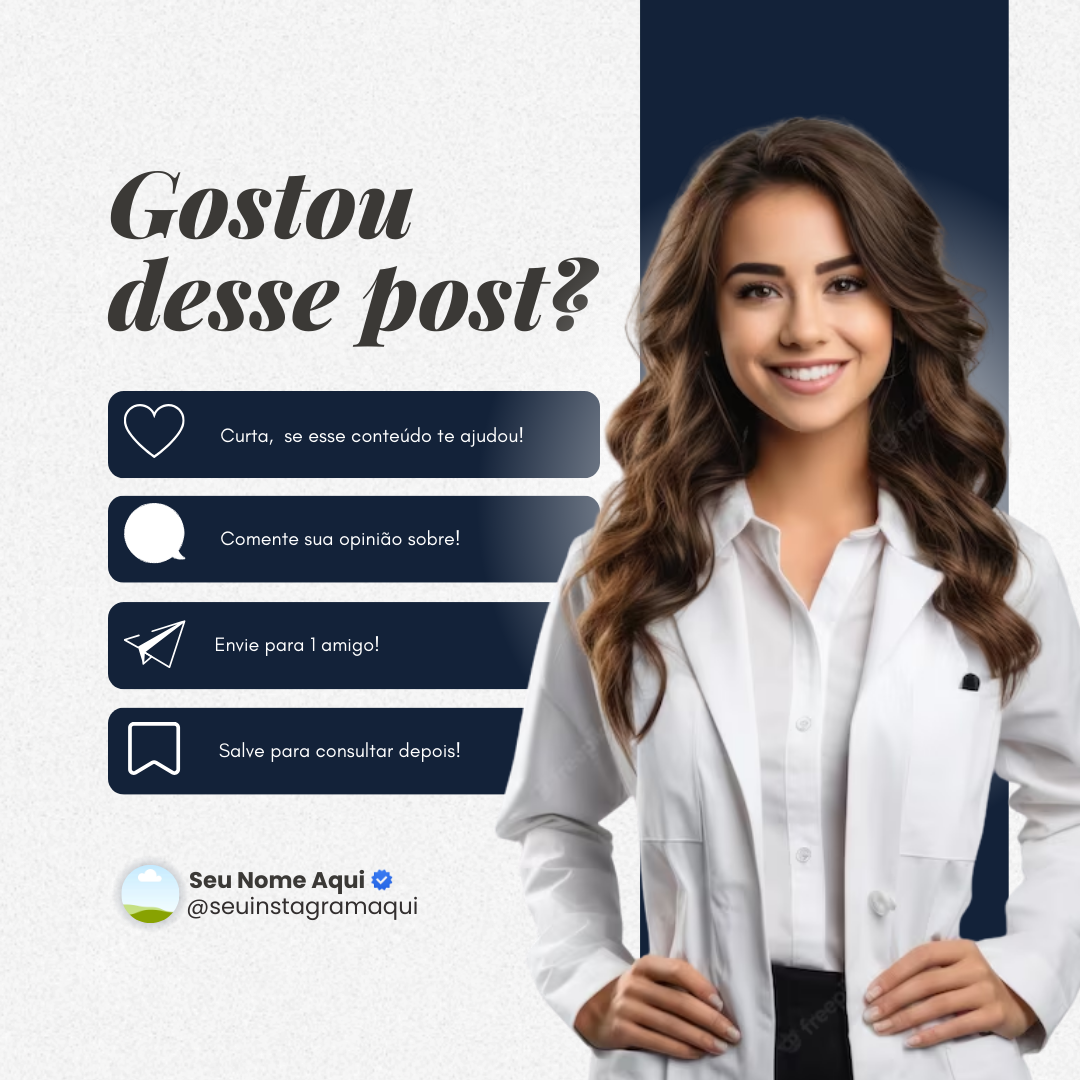 Gostou
desse post?
Curta, se esse conteúdo te ajudou!
Comente sua opinião sobre!
Envie para 1 amigo!
Salve para consultar depois!
Seu Nome Aqui
@seuinstagramaqui